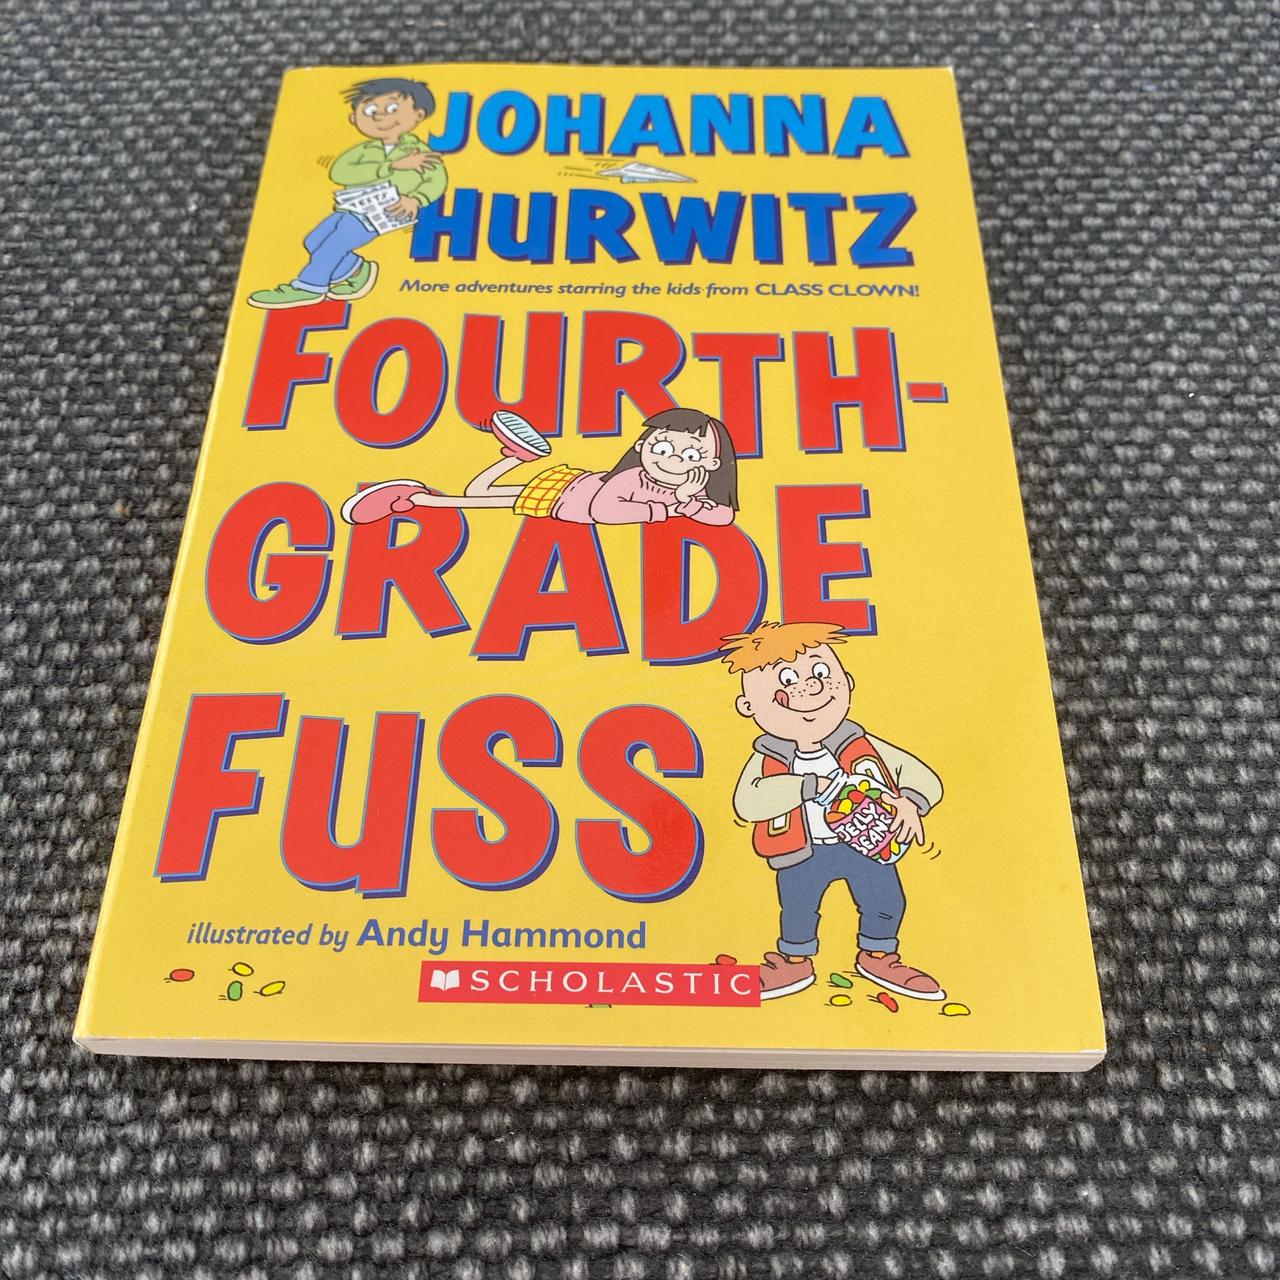 JOHANNA
HURWITZ
More adventures starring the kids from CLASS CLOWN!
TESTS
FOURTH-
GRADE
FUSS
JELLY
BEANS
illustrated by Andy Hammond
SCHOLASTIC